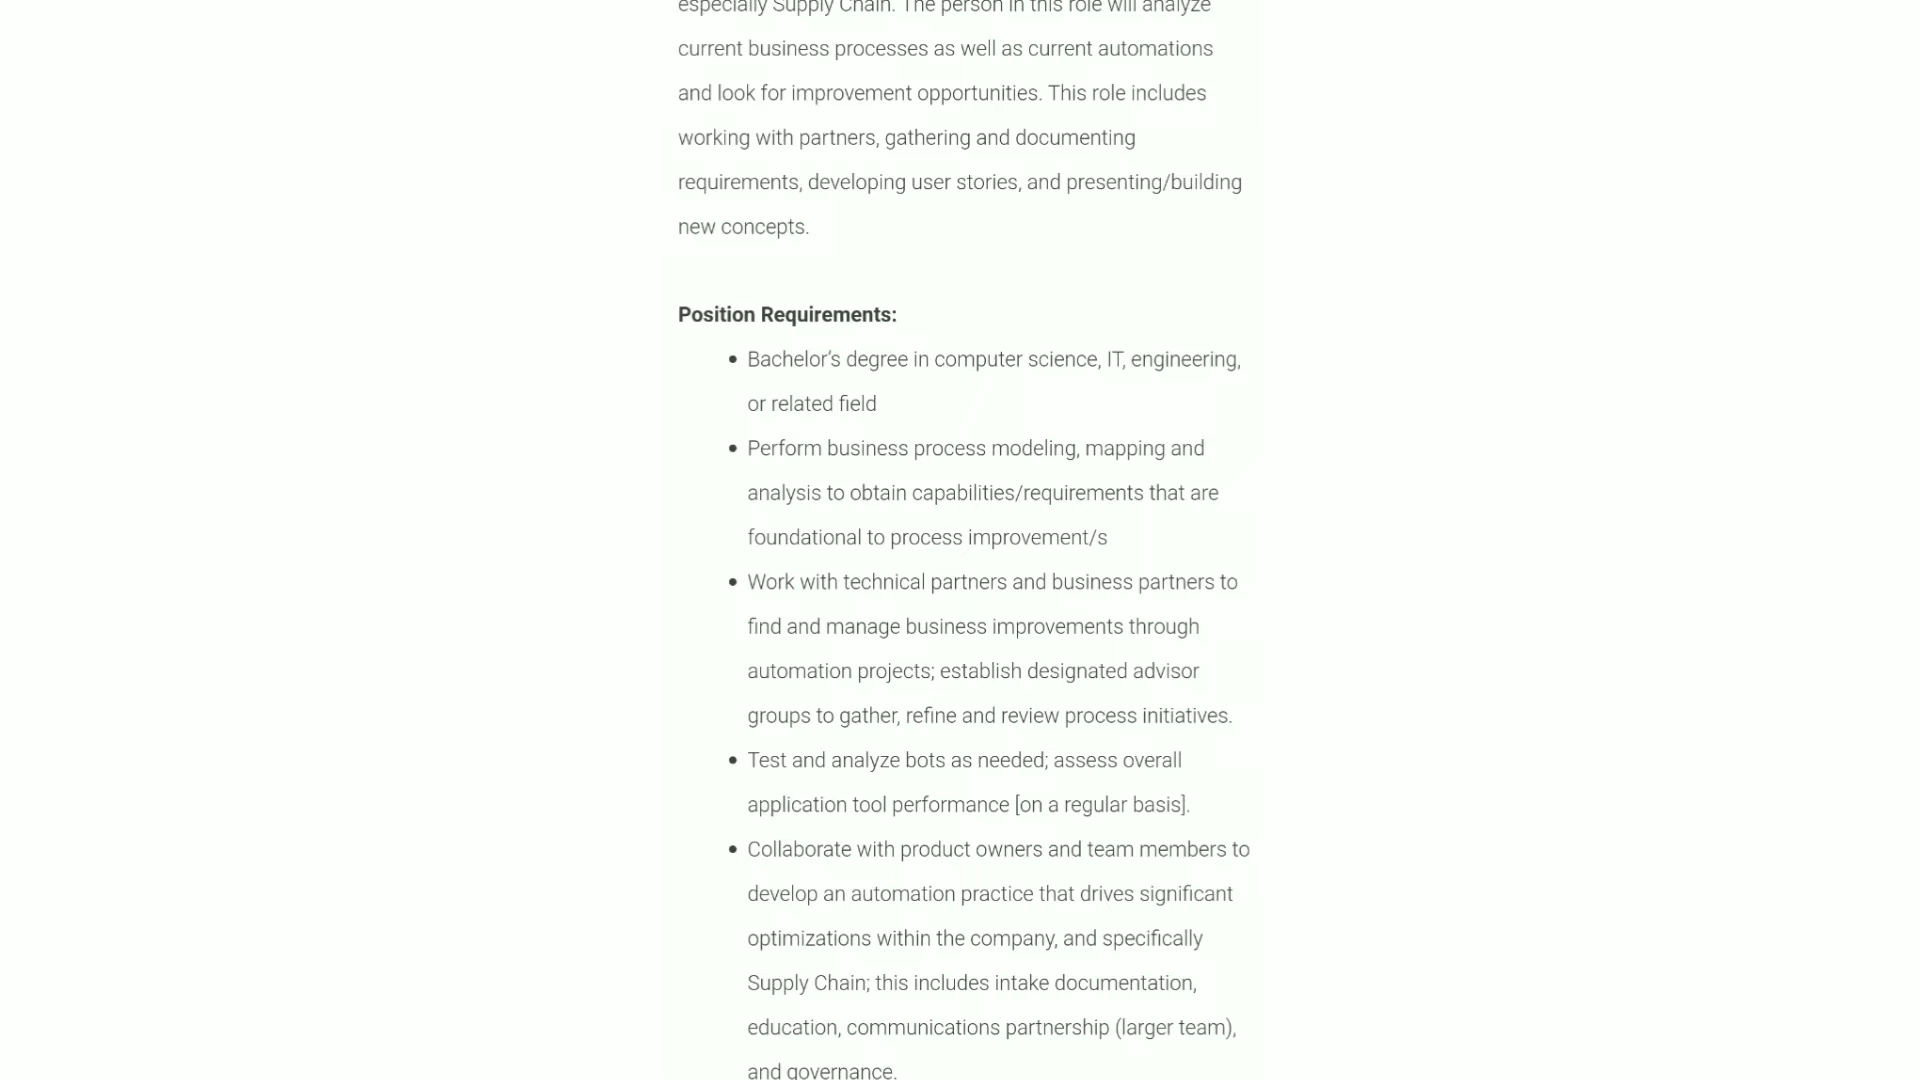 especially Supply Chain. The person in this role will analyze
current business processes as well as current automations
and look for improvement opportunities. This role includes
working with partners, gathering and documenting
requirements, developing user stories, and presenting/building
new concepts.
Position Requirements:
• Bachelor’s degree in computer science, IT, engineering,
or related field
• Perform business process modeling, mapping and
analysis to obtain capabilities/requirements that are
foundational to process improvement/s
• Work with technical partners and business partners to
find and manage business improvements through
automation projects; establish designated advisor
groups to gather, refine and review process initiatives.
• Test and analyze bots as needed; assess overall
application tool performance [on a regular basis].
• Collaborate with product owners and team members to
develop an automation practice that drives significant
optimizations within the company, and specifically
Supply Chain; this includes intake documentation,
education, communications partnership (larger team),
and governance.